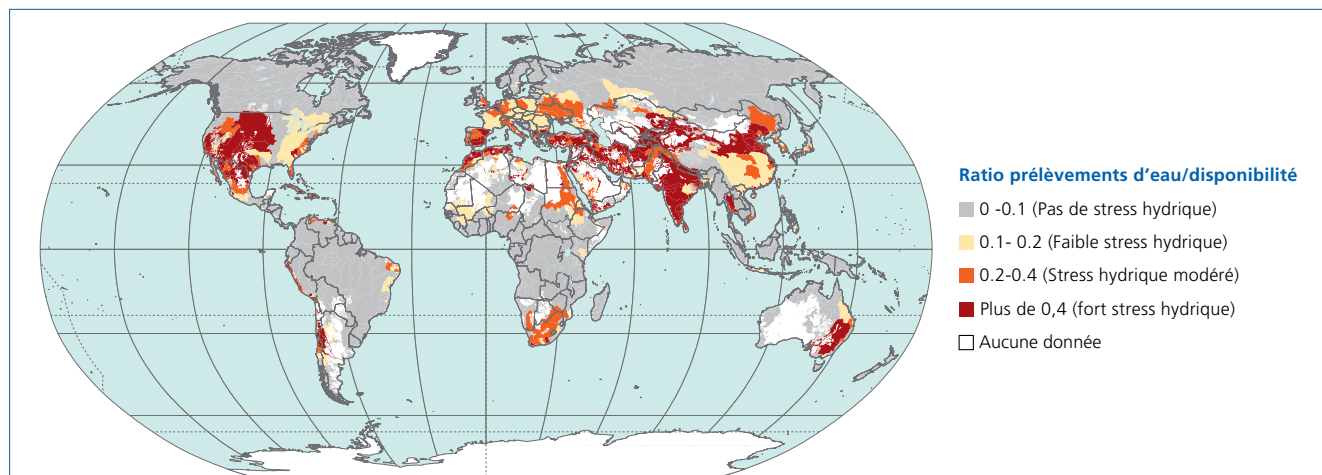 Ratio prélèvements d'eau/disponibilité
0 -0.1 (Pas de stress hydrique)
0.1- 0.2 (Faible stress hydrique)
0.2-0.4 (Stress hydrique modéré)
Plus de 0,4 (fort stress hydrique)
Aucune donnée